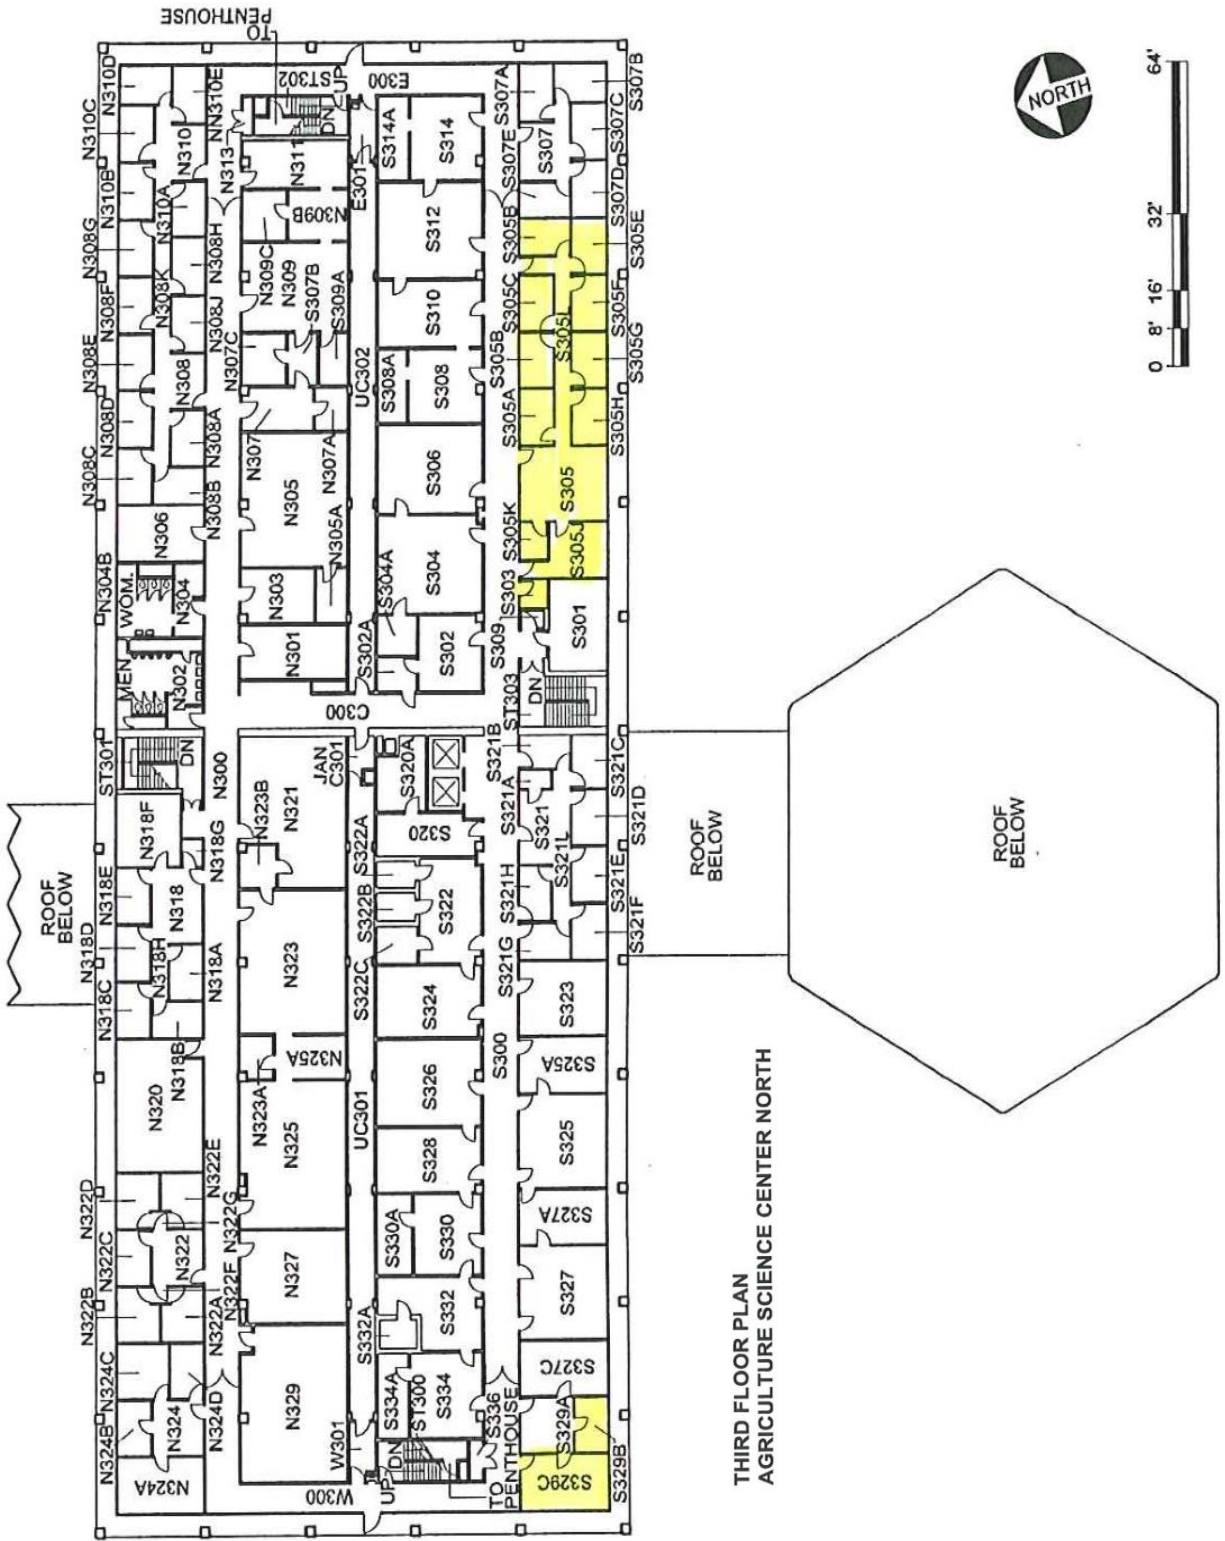 TO
PENTHOUSE
N310D
N310C
N310B
N308G
N308F
N308E
N308D
N308C
N304B
ST301
N310E
N310
N310A
N308K
N308H
N308J
N308
N308A
N308B
N306
WOM.
N304
MEN
N302
DN
N300
ST302
UP
E300
DN
N313
N311
N309B
N309C
N309
S307B
S309A
N307C
N307
N307A
N305
N305A
N303
N301
C300
E301
UC302
S302A
S314A
S314
S312
S310
S308A
S308
S306
S304A
S304
S302
S307A
S307E
S307
S307B
S307C
S307D
S305B
S305C
S305B
S305A
S305L
S305E
S305F
S305G
S305H
S305
S305K
S305J
S303
S309
S301
ST303
DN
NORTH
0
8'
16'
32'
64'
ROOF
BELOW
N318F
N318G
N318E
N318
N318D
N318H
N318A
N318C
N318B
N320
N322E
N322D
N322G
N322C
N322
N322F
N322B
N322A
N324C
N324D
N324B
N324
N324A
JAN
C301
N321
N323B
N323
N325A
N323A
N325
N327
N329
S320A
S320
S322A
S322B
S322
S322C
S324
S326
UC301
S328
S330A
S330
S332A
S332
S334A
ST300
S334
W301
DN
UP
W300
S336
TO
PENTHOUSE
S300
S321B
S321A
S321
S321L
S321H
S321G
S321C
S321D
S321E
S321F
S323
S325A
S325
S327A
S327
S327C
S329A
S329B
S329C
ROOF
BELOW
ROOF
BELOW
THIRD FLOOR PLAN
AGRICULTURE SCIENCE CENTER NORTH